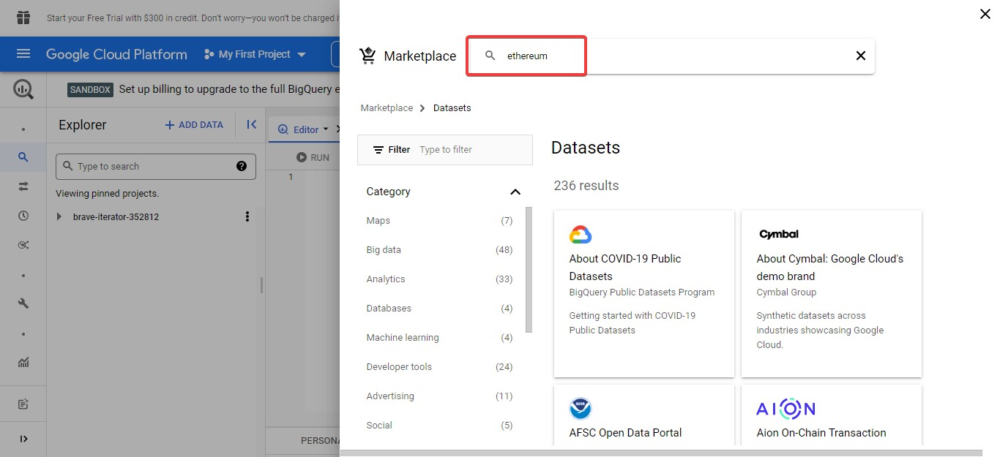 Start your Free Trial with $300 in credit. Don't worry—you won't be charged i
Google Cloud Platform
My First Project
SANDBOX Set up billing to upgrade to the full BigQuery e
Explorer
+ ADD DATA
Editor
Type to search
RUN
1
Viewing pinned projects.
brave-iterator-352812
PERSONA
Marketplace
ethereum
Marketplace > Datasets
Filter Type to filter
Category
Maps (7)
Big data (48)
Analytics (33)
Databases (4)
Machine learning (4)
Developer tools (24)
Advertising (11)
Social (5)
Datasets
236 results
About COVID-19 Public
Datasets
BigQuery Public Datasets Program
Getting started with COVID-19
Public Datasets
Cymbal
About Cymbal: Google Cloud's
demo brand
Cymbal Group
Synthetic datasets across
industries showcasing Google
Cloud.
NOAA
AFSC Open Data Portal
AION
Aion On-Chain Transaction